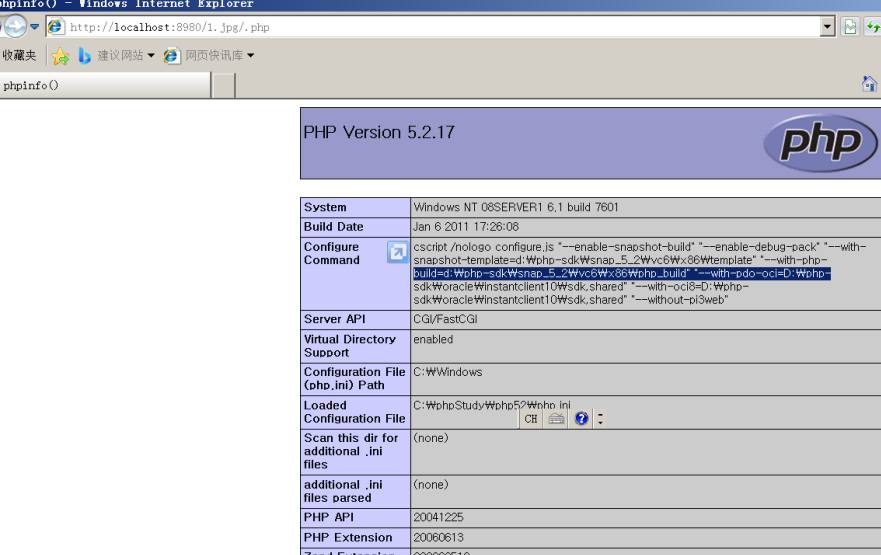 phpinfo() - Windows Internet Explorer
http://localhost:8980/1.jpg/.php
收藏夹 建议网站 网页快讯库
phpinfo()
PHP Version 5.2.17
php
System Windows NT 08SERVER1 6.1 build 7601
Build Date Jan 6 2011 17:26:08
Configure Command cscript /nologo configure.js "--enable-snapshot-build" "--enable-debug-pack" "--with-
snapshot-template=d:₩php-sdk₩snap_5_2₩vc6₩x86₩template" "--with-php-
build=d:₩php-sdk₩snap_5_2₩vc6₩x86₩php_build" "--with-pdo-oci=D:₩php-
sdk₩oracle₩instantclient10₩sdk,shared" "--with-oci8=D:₩php-
sdk₩oracle₩instantclient10₩sdk,shared" "--without-pi3web"
Server API CGI/FastCGI
Virtual Directory Support enabled
Configuration File (php.ini) Path C:₩Windows
Loaded Configuration File C:₩phpStudy₩php52₩php.ini
CH
Scan this dir for additional .ini files (none)
additional .ini files parsed (none)
PHP API 20041225
PHP Extension 20060613
Zend Extension